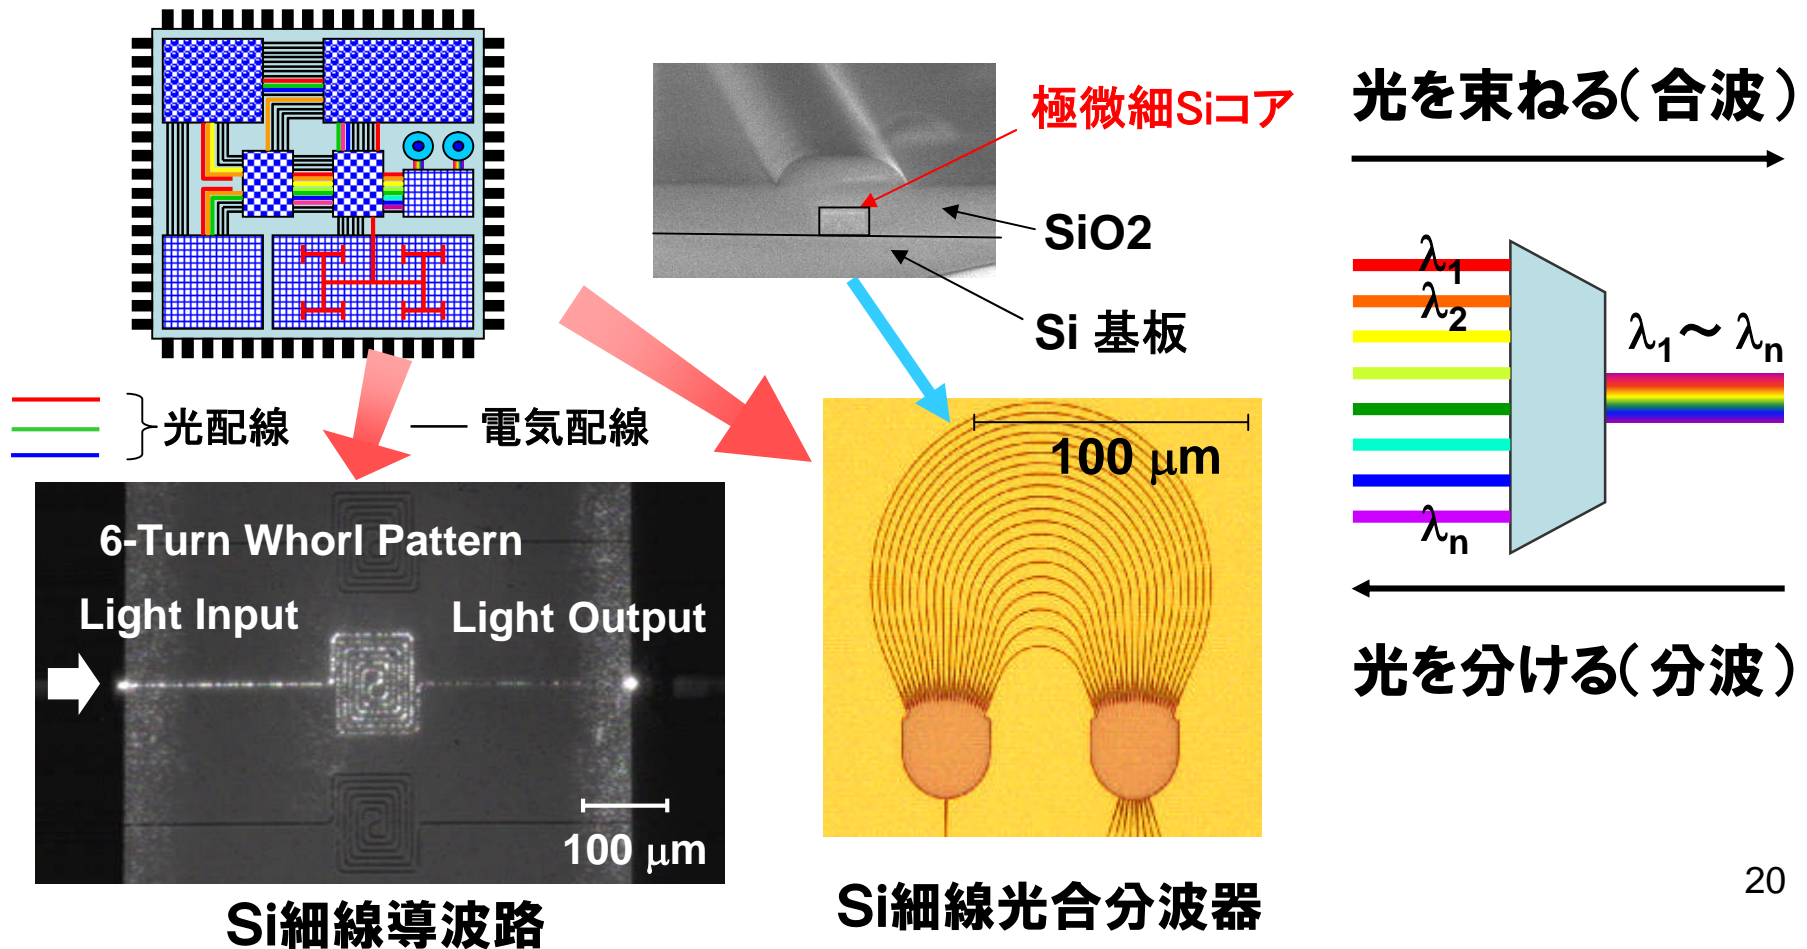 極微細Siコア
SiO2
Si 基板
光配線
電気配線
6-Turn Whorl Pattern
Light Input
Light Output
100 μm
Si細線導波路
100 μm
Si細線光合分波器
光を束ねる(合波)
λ1
λ2
λn
λ1～λn
光を分ける(分波)
20